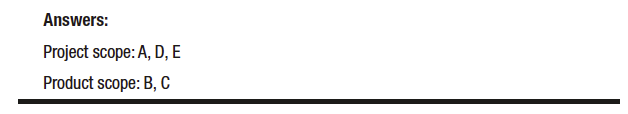 Answers:
Project scope: A, D, E
Product scope: B, C